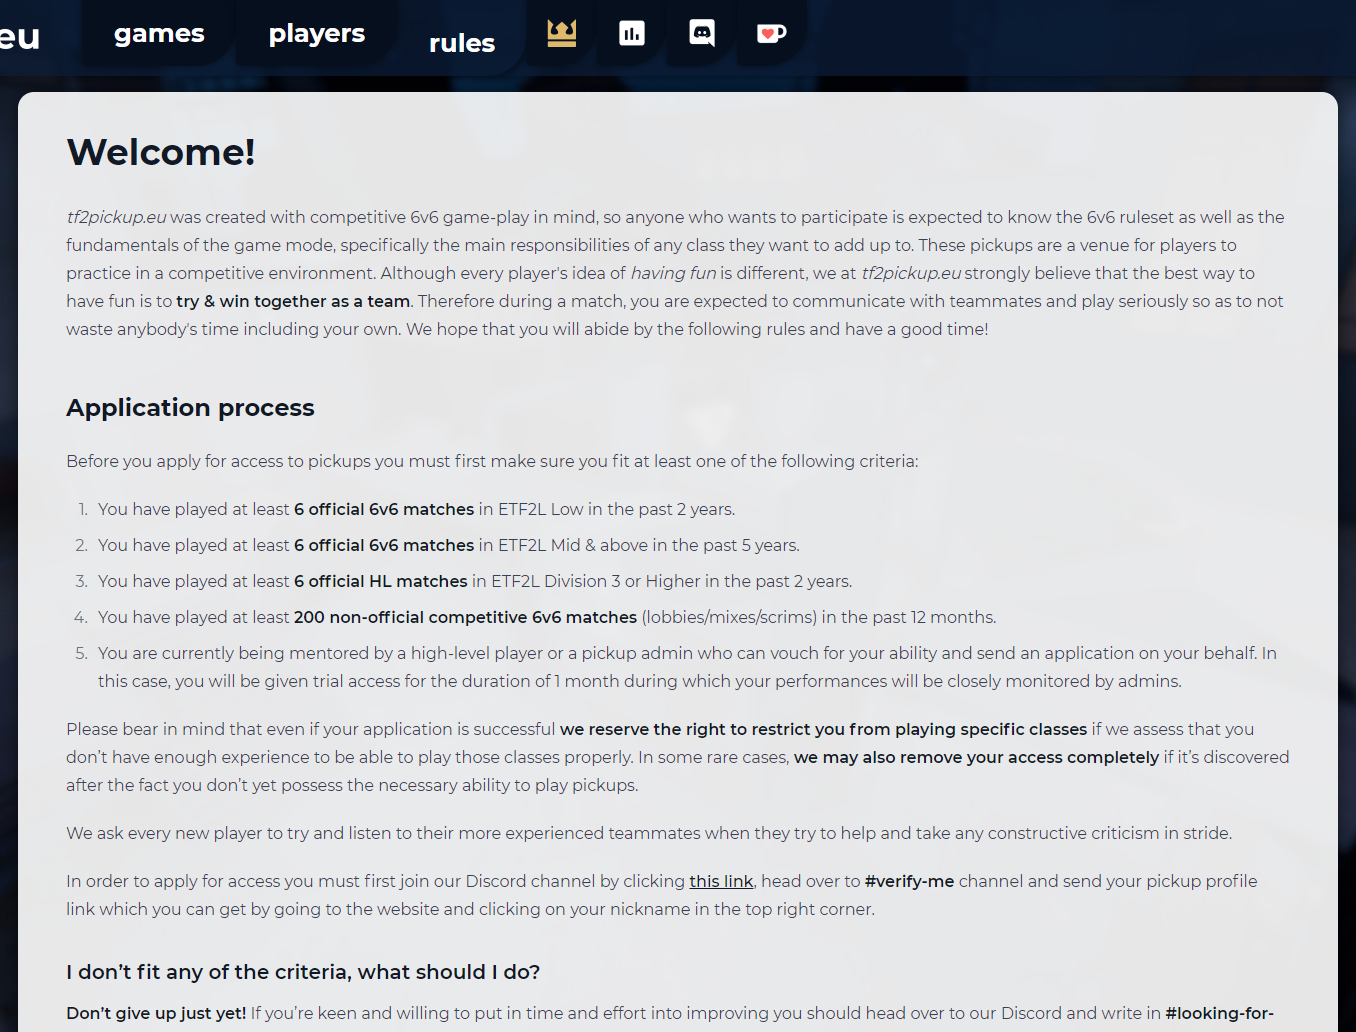 eu games players rules
Welcome!
tf2pickup.eu was created with competitive 6v6 game-play in mind, so anyone who wants to participate is expected to know the 6v6 ruleset as well as the
fundamentals of the game mode, specifically the main responsibilities of any class they want to add up to. These pickups are a venue for players to
practice in a competitive environment. Although every player's idea of having fun is different, we at tf2pickup.eu strongly believe that the best way to
have fun is to try & win together as a team. Therefore during a match, you are expected to communicate with teammates and play seriously so as to not
waste anybody's time including your own. We hope that you will abide by the following rules and have a good time!
Application process
Before you apply for access to pickups you must first make sure you fit at least one of the following criteria:
1. You have played at least 6 official 6v6 matches in ETF2L Low in the past 2 years.
2. You have played at least 6 official 6v6 matches in ETF2L Mid & above in the past 5 years.
3. You have played at least 6 official HL matches in ETF2L Division 3 or Higher in the past 2 years.
4. You have played at least 200 non-official competitive 6v6 matches (lobbies/mixes/scrims) in the past 12 months.
5. You are currently being mentored by a high-level player or a pickup admin who can vouch for your ability and send an application on your behalf. In
this case, you will be given trial access for the duration of 1 month during which your performances will be closely monitored by admins.
Please bear in mind that even if your application is successful we reserve the right to restrict you from playing specific classes if we assess that you
don’t have enough experience to be able to play those classes properly. In some rare cases, we may also remove your access completely if it’s discovered
after the fact you don’t yet possess the necessary ability to play pickups.
We ask every new player to try and listen to their more experienced teammates when they try to help and take any constructive criticism in stride.
In order to apply for access you must first join our Discord channel by clicking this link, head over to #verify-me channel and send your pickup profile
link which you can get by going to the website and clicking on your nickname in the top right corner.
I don’t fit any of the criteria, what should I do?
Don’t give up just yet! If you’re keen and willing to put in time and effort into improving you should head over to our Discord and write in #looking-for-